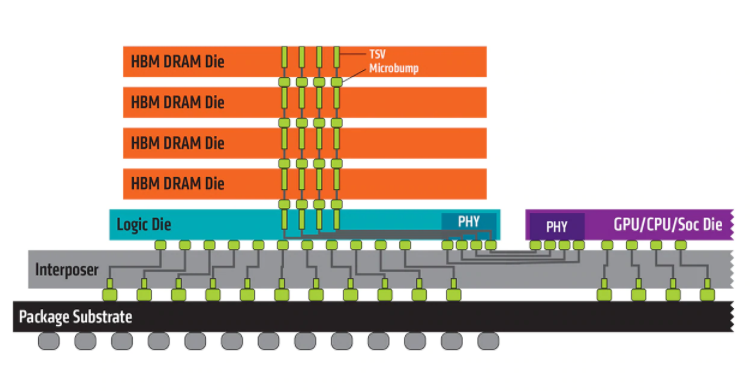 HBM DRAM Die
TSV
Microbump
HBM DRAM Die
HBM DRAM Die
HBM DRAM Die
Logic Die
PHY
PHY
GPU/CPU/Soc Die
Interposer
Package Substrate